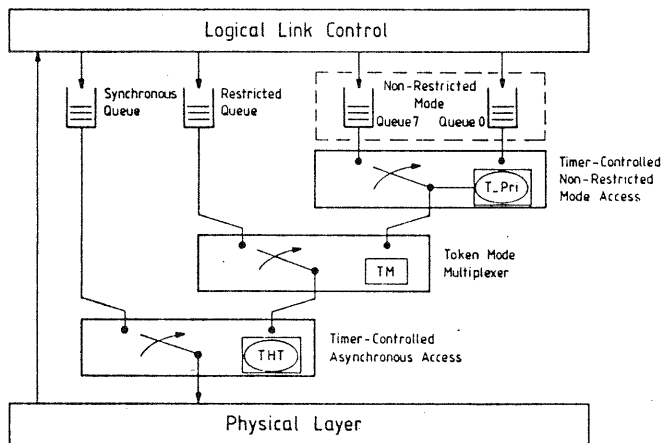 Logical Link Control
Synchronous
Queue
Restricted
Queue
Non-Restricted
Mode
Queue 7 Queue 0
T_Pri
Timer-Controlled
Non-Restricted
Mode Access
TM
Token Mode
Multiplexer
THT
Timer-Controlled
Asynchronous Access
Physical Layer